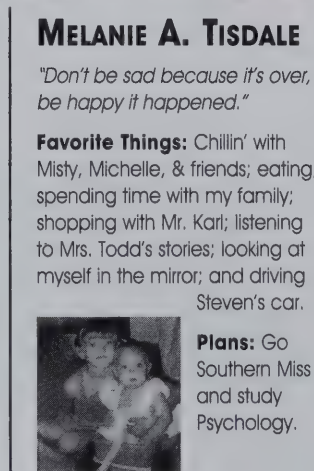 MELANIE A. TISDALE
"Don't be sad because it's over,
be happy it happened."
Favorite Things: Chillin' with
Misty, Michelle, & friends; eating,
spending time with my family;
shopping with Mr. Karl; listening
to Mrs. Todd's stories; looking at
myself in the mirror; and driving
Steven's car.
Plans: Go
Southern Miss
and study
Psychology.